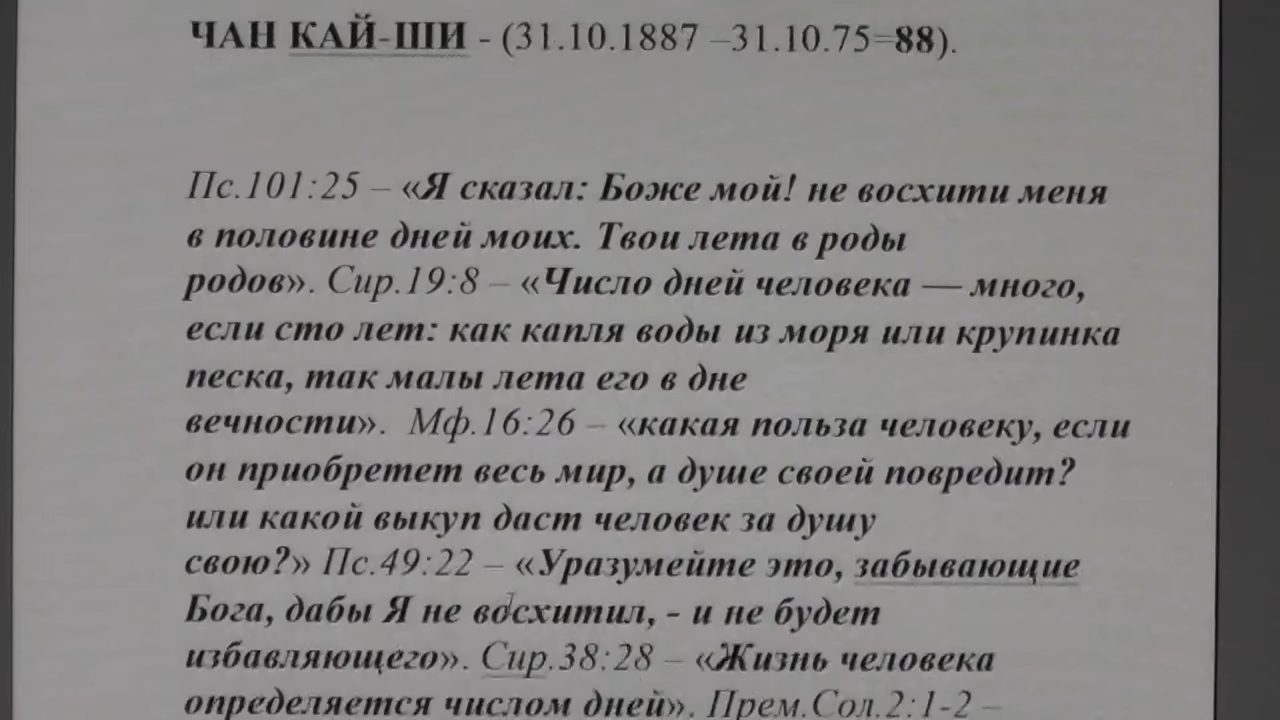 ЧАН КАЙ-ШИ - (31.10.1887 –31.10.75=88).
Пс.101:25 – «Я сказал: Боже мой! не восхити меня
в половине дней моих. Твои лета в роды
родов». Сир.19:8 – «Число дней человека — много,
если сто лет: как капля воды из моря или крупинка
песка, так малы лета его в дне
вечности». Мф.16:26 – «какая польза человеку, если
он приобретет весь мир, а душе своей повредит?
или какой выкуп даст человек за душу
свою?» Пс.49:22 – «Уразумейте это, забывающие
Бога, дабы Я не восхитил, - и не будет
избавляющего». Сир.38:28 – «Жизнь человека
определяется числом дней». Прем.Сол.2:1-2 –